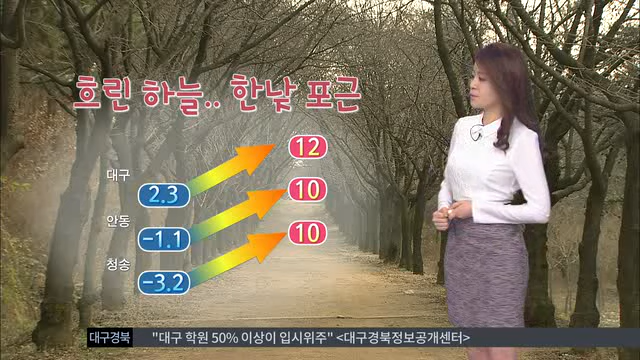 흐린 하늘.. 한낮 포근
대구 2.3 12
안동 -1.1 10
청송 -3.2 10
대구경북 "대구 학원 50% 이상이 입시위주" <대구경북정보공개센터>